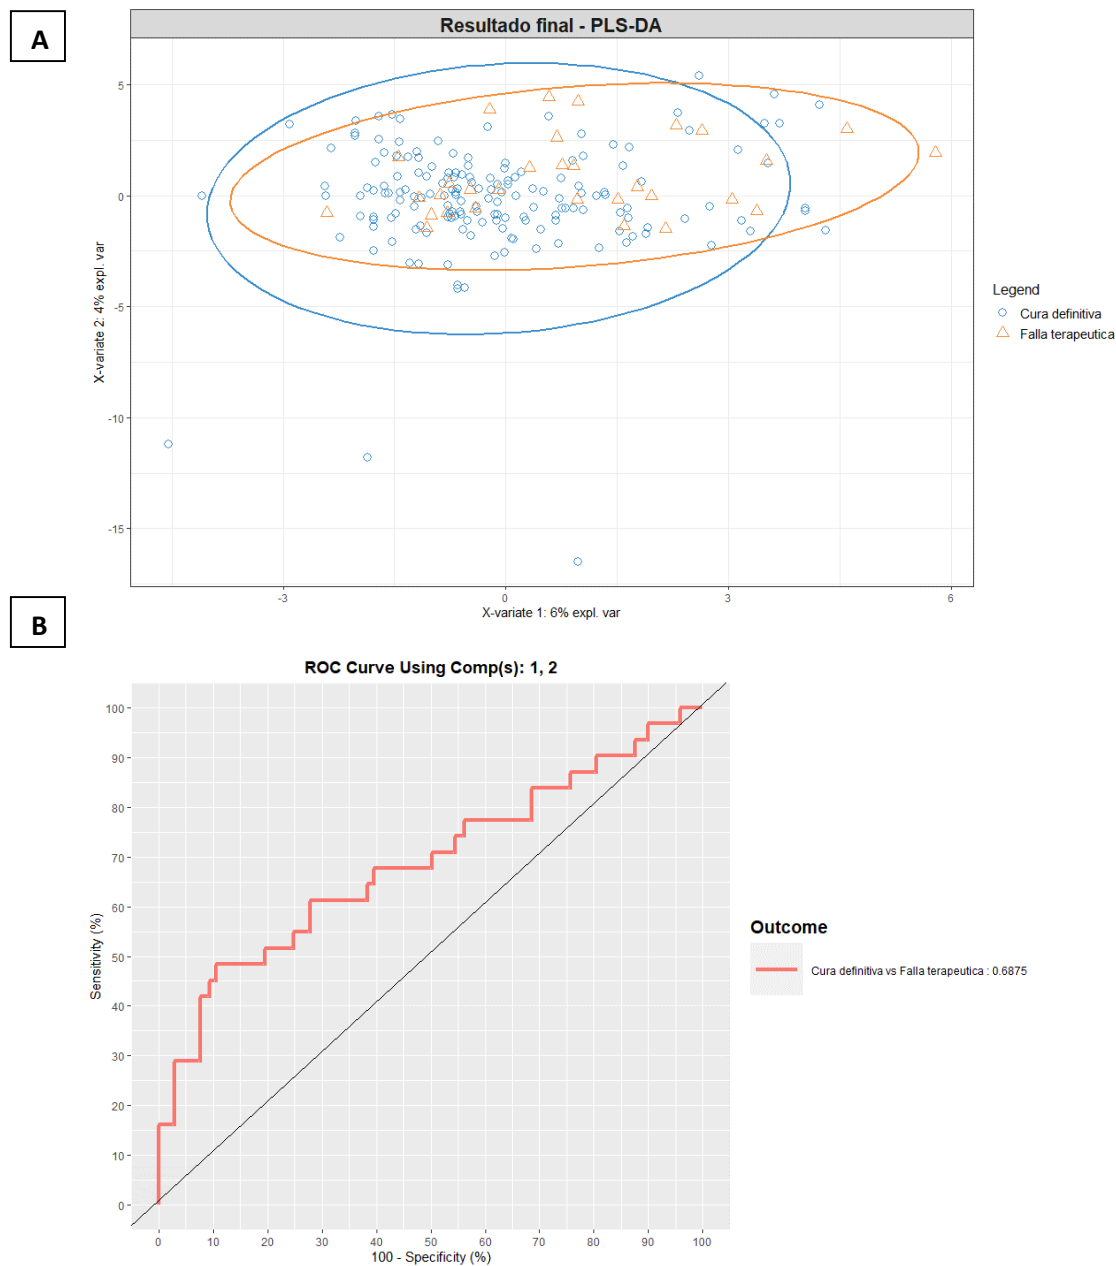 A
Resultado final - PLS-DA
5
0
-5
-10
-15
X-variate 2: 4% expl. var
-3
0
3
6
X-variate 1: 6% expl. var
Legend
Cura definitiva
Falla terapeutica
B
ROC Curve Using Comp(s): 1, 2
100
90
80
70
60
50
40
30
20
10
0
Sensitivity (%)
0 10 20 30 40 50 60 70 80 90 100
100 - Specificity (%)
Outcome
Cura definitiva vs Falla terapeutica : 0.6875